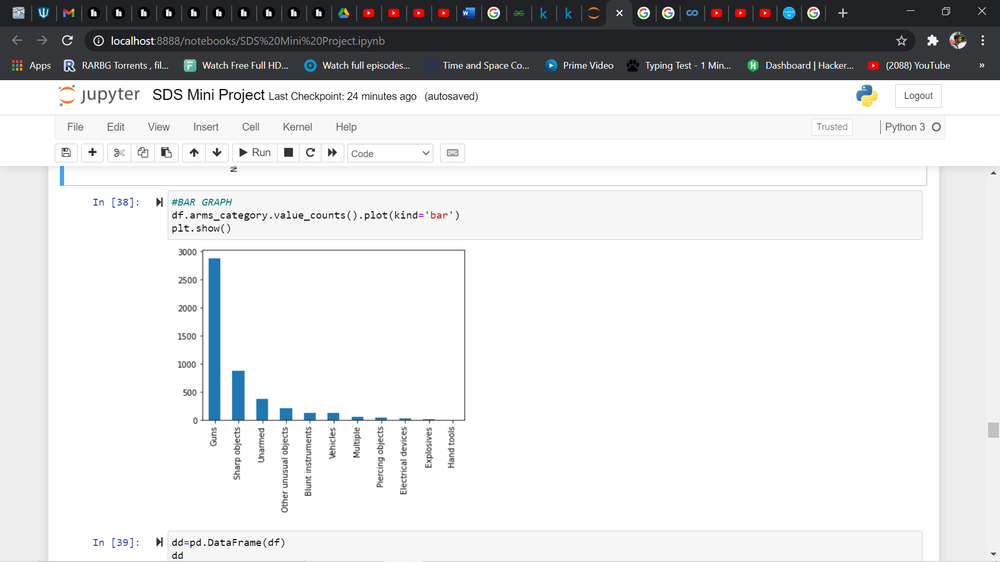 localhost:8888/notebooks/SDS%20Mini%20Project.ipynb
Apps RARBG Torrents , fil... Watch Free Full HD... Watch full episodes... Time and Space Co... Prime Video Typing Test - 1 Min... Dashboard | Hacker... (2088) YouTube »
jupyter SDS Mini Project Last Checkpoint: 24 minutes ago (autosaved) Logout
File Edit View Insert Cell Kernel Help Trusted Python 3
Run Code
N
In [38]: #BAR GRAPH
df.arms_category.value_counts().plot(kind='bar')
plt.show()
3000
2500
2000
1500
1000
500
0
Guns
Sharp objects
Unarmed
Other unusual objects
Blunt instruments
Vehicles
Multiple
Piercing objects
Electrical devices
Explosives
Hand tools
In [39]: dd=pd.DataFrame(df)
dd